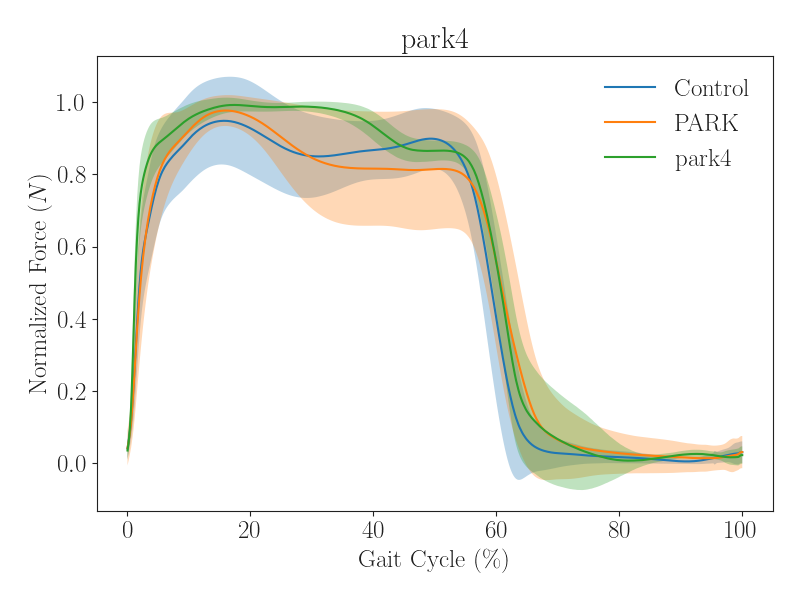 park4
Control
PARK
park4
1.0
0.8
0.6
0.4
0.2
0.0
Normalized Force (N)
0 20 40 60 80 100
Gait Cycle (%)